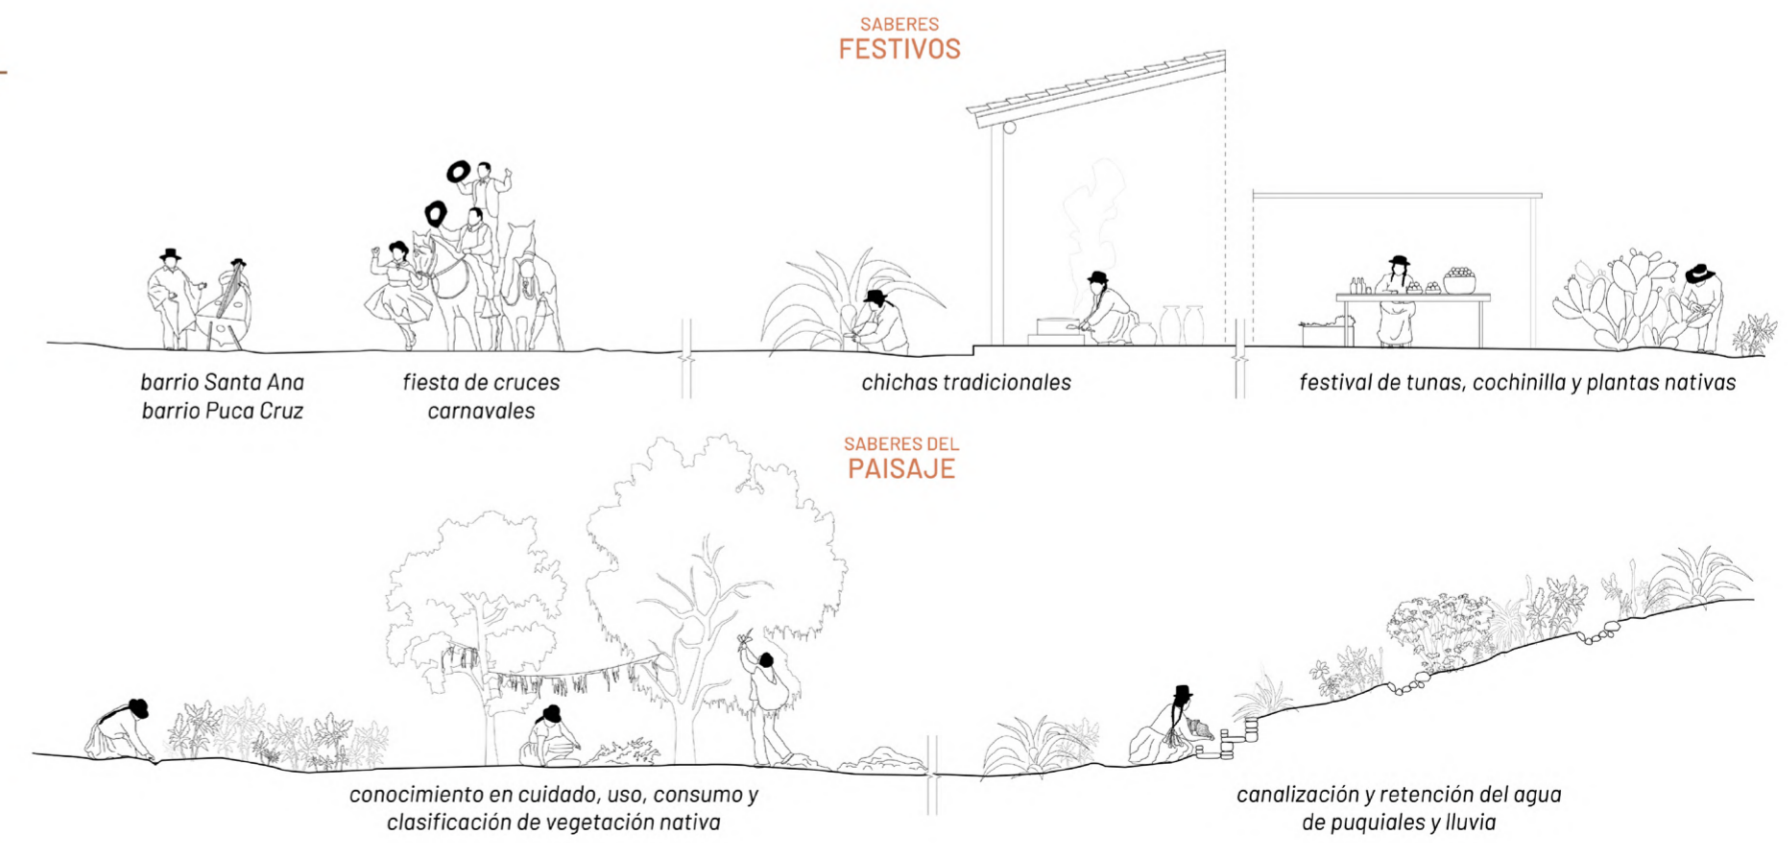 SABERES
FESTIVOS
barrio Santa Ana
barrio Puca Cruz
fiesta de cruces
carnavales
chichas tradicionales
festival de tunas, cochinilla y plantas nativas
SABERES DEL
PAISAJE
conocimiento en cuidado, uso, consumo y
clasificación de vegetación nativa
canalización y retención del agua
de puquiales y lluvia